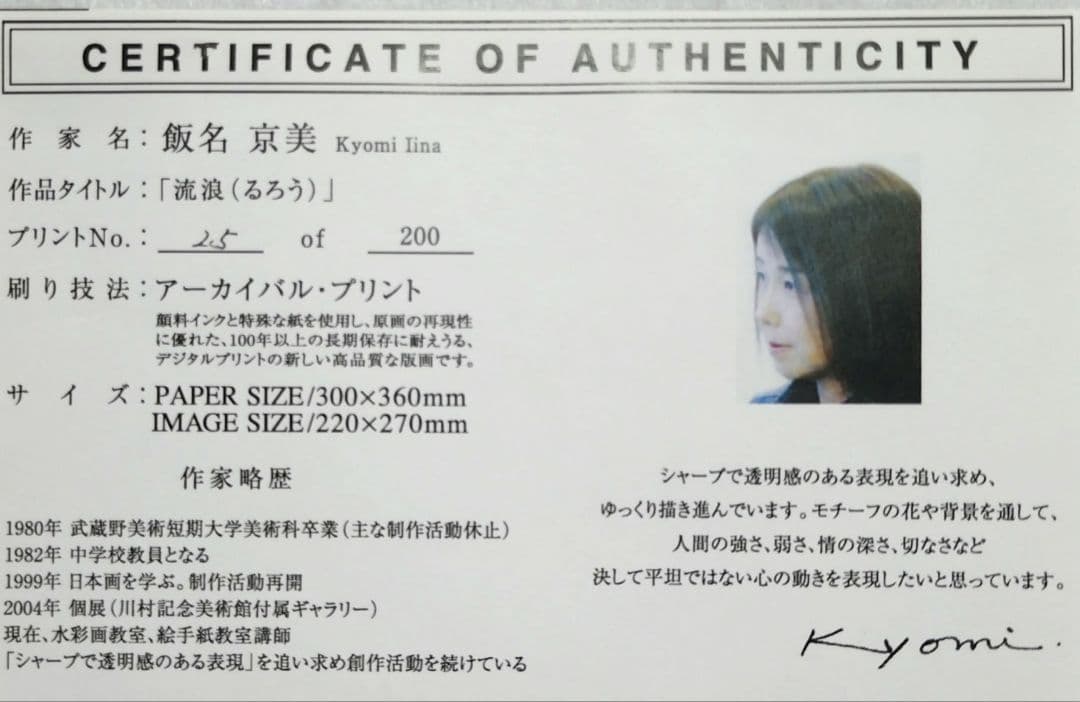 CERTIFICATE OF AUTHENTICITY
作家名：飯名 京美 Kyomi Iina
作品タイトル：「流浪（るろう）」
プリントNo.：25 of 200
刷り技法：アーカイバル・プリント
顔料インクと特殊な紙を使用し、原画の再現性
に優れた、100年以上の長期保存に耐えうる、
デジタルプリントの新しい高品質な版画です。
サイズ：PAPER SIZE/300×360mm
IMAGE SIZE/220×270mm
作家略歴
1980年 武蔵野美術短期大学美術科卒業（主な制作活動休止）
1982年 中学校教員となる
1999年 日本画を学ぶ。制作活動再開
2004年 個展（川村記念美術館付属ギャラリー）
現在、水彩画教室、絵手紙教室講師
「シャープで透明感のある表現」を追い求め創作活動を続けている
シャープで透明感のある表現を追い求め、
ゆっくり描き進んでいます。モチーフの花や背景を通して、
人間の強さ、弱さ、情の深さ、切なさなど
決して平坦ではない心の動きを表現したいと思っています。
Kyomi.